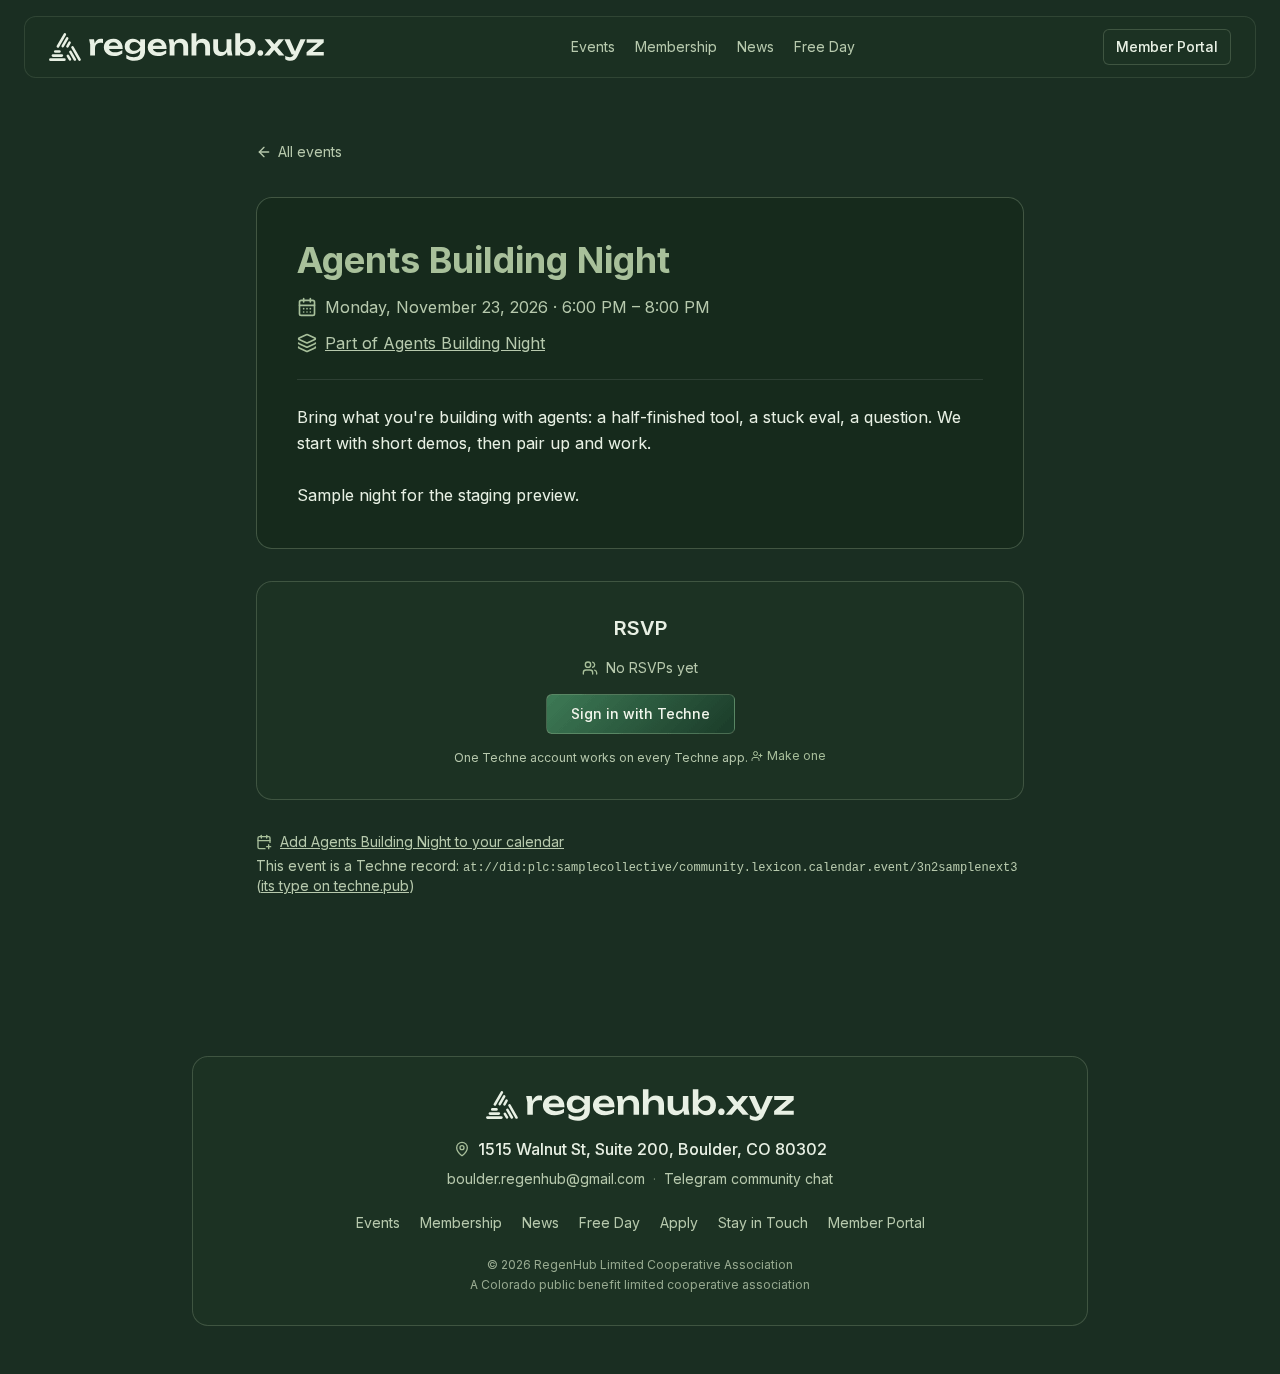 regenhub.xyz
Events Membership News Free Day
Member Portal
All events
Agents Building Night
Monday, November 23, 2026 · 6:00 PM – 8:00 PM
Part of Agents Building Night
Bring what you're building with agents: a half-finished tool, a stuck eval, a question. We
start with short demos, then pair up and work.
Sample night for the staging preview.
RSVP
No RSVPs yet
Sign in with Techne
One Techne account works on every Techne app. Make one
Add Agents Building Night to your calendar
This event is a Techne record: at://did:plc:samplecollective/community.lexicon.calendar.event/3n2samplenext3
(its type on techne.pub)
regenhub.xyz
1515 Walnut St, Suite 200, Boulder, CO 80302
boulder.regenhub@gmail.com · Telegram community chat
Events Membership News Free Day Apply Stay in Touch Member Portal
© 2026 RegenHub Limited Cooperative Association
A Colorado public benefit limited cooperative association